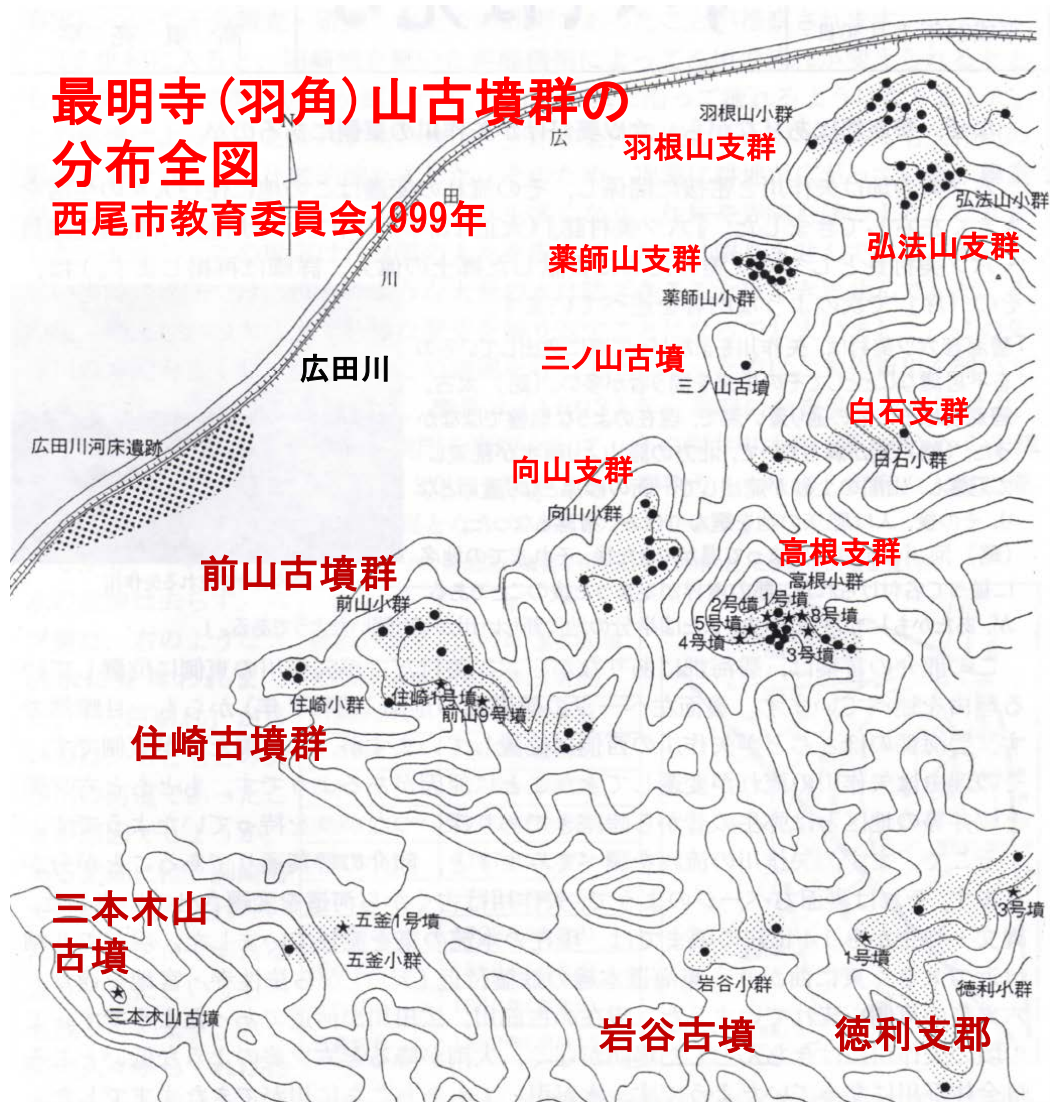 最明寺(羽角)山古墳群の
分布全図
西尾市教育委員会1999年
広
田
川
羽根山小群
羽根山支群
弘法山小群
弘法山支群
薬師山支群
薬師山小群
三ノ山古墳
三ノ山古墳
広田川
白石支群
白石小群
広田川河床遺跡
向山支群
向山小群
高根支群
高根小群
2号墳
1号墳
8号墳
5号墳
4号墳
3号墳
前山古墳群
前山小群
住崎小群
住崎1号墳
前山9号墳
住崎古墳群
三本木山
古墳
五釜1号墳
五釜小群
三本木山古墳
岩谷小群
岩谷古墳
3号墳
1号墳
徳利小群
徳利支郡